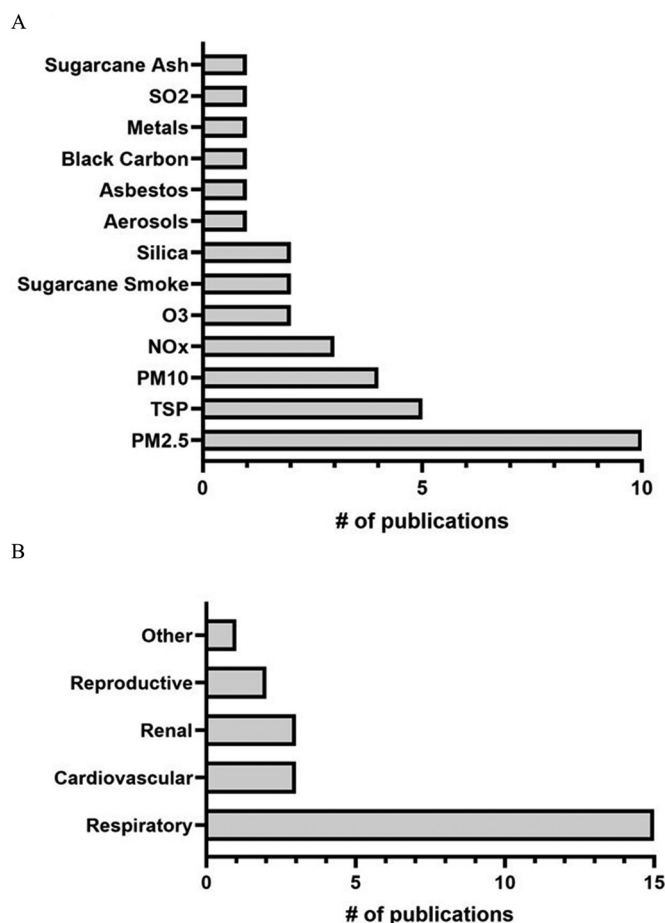 A
Sugarcane Ash
SO2
Metals
Black Carbon
Asbestos
Aerosols
Silica
Sugarcane Smoke
O3
NOx
PM10
TSP
PM2.5
0 5 10
# of publications
B
Other
Reproductive
Renal
Cardiovascular
Respiratory
0 5 10 15
# of publications